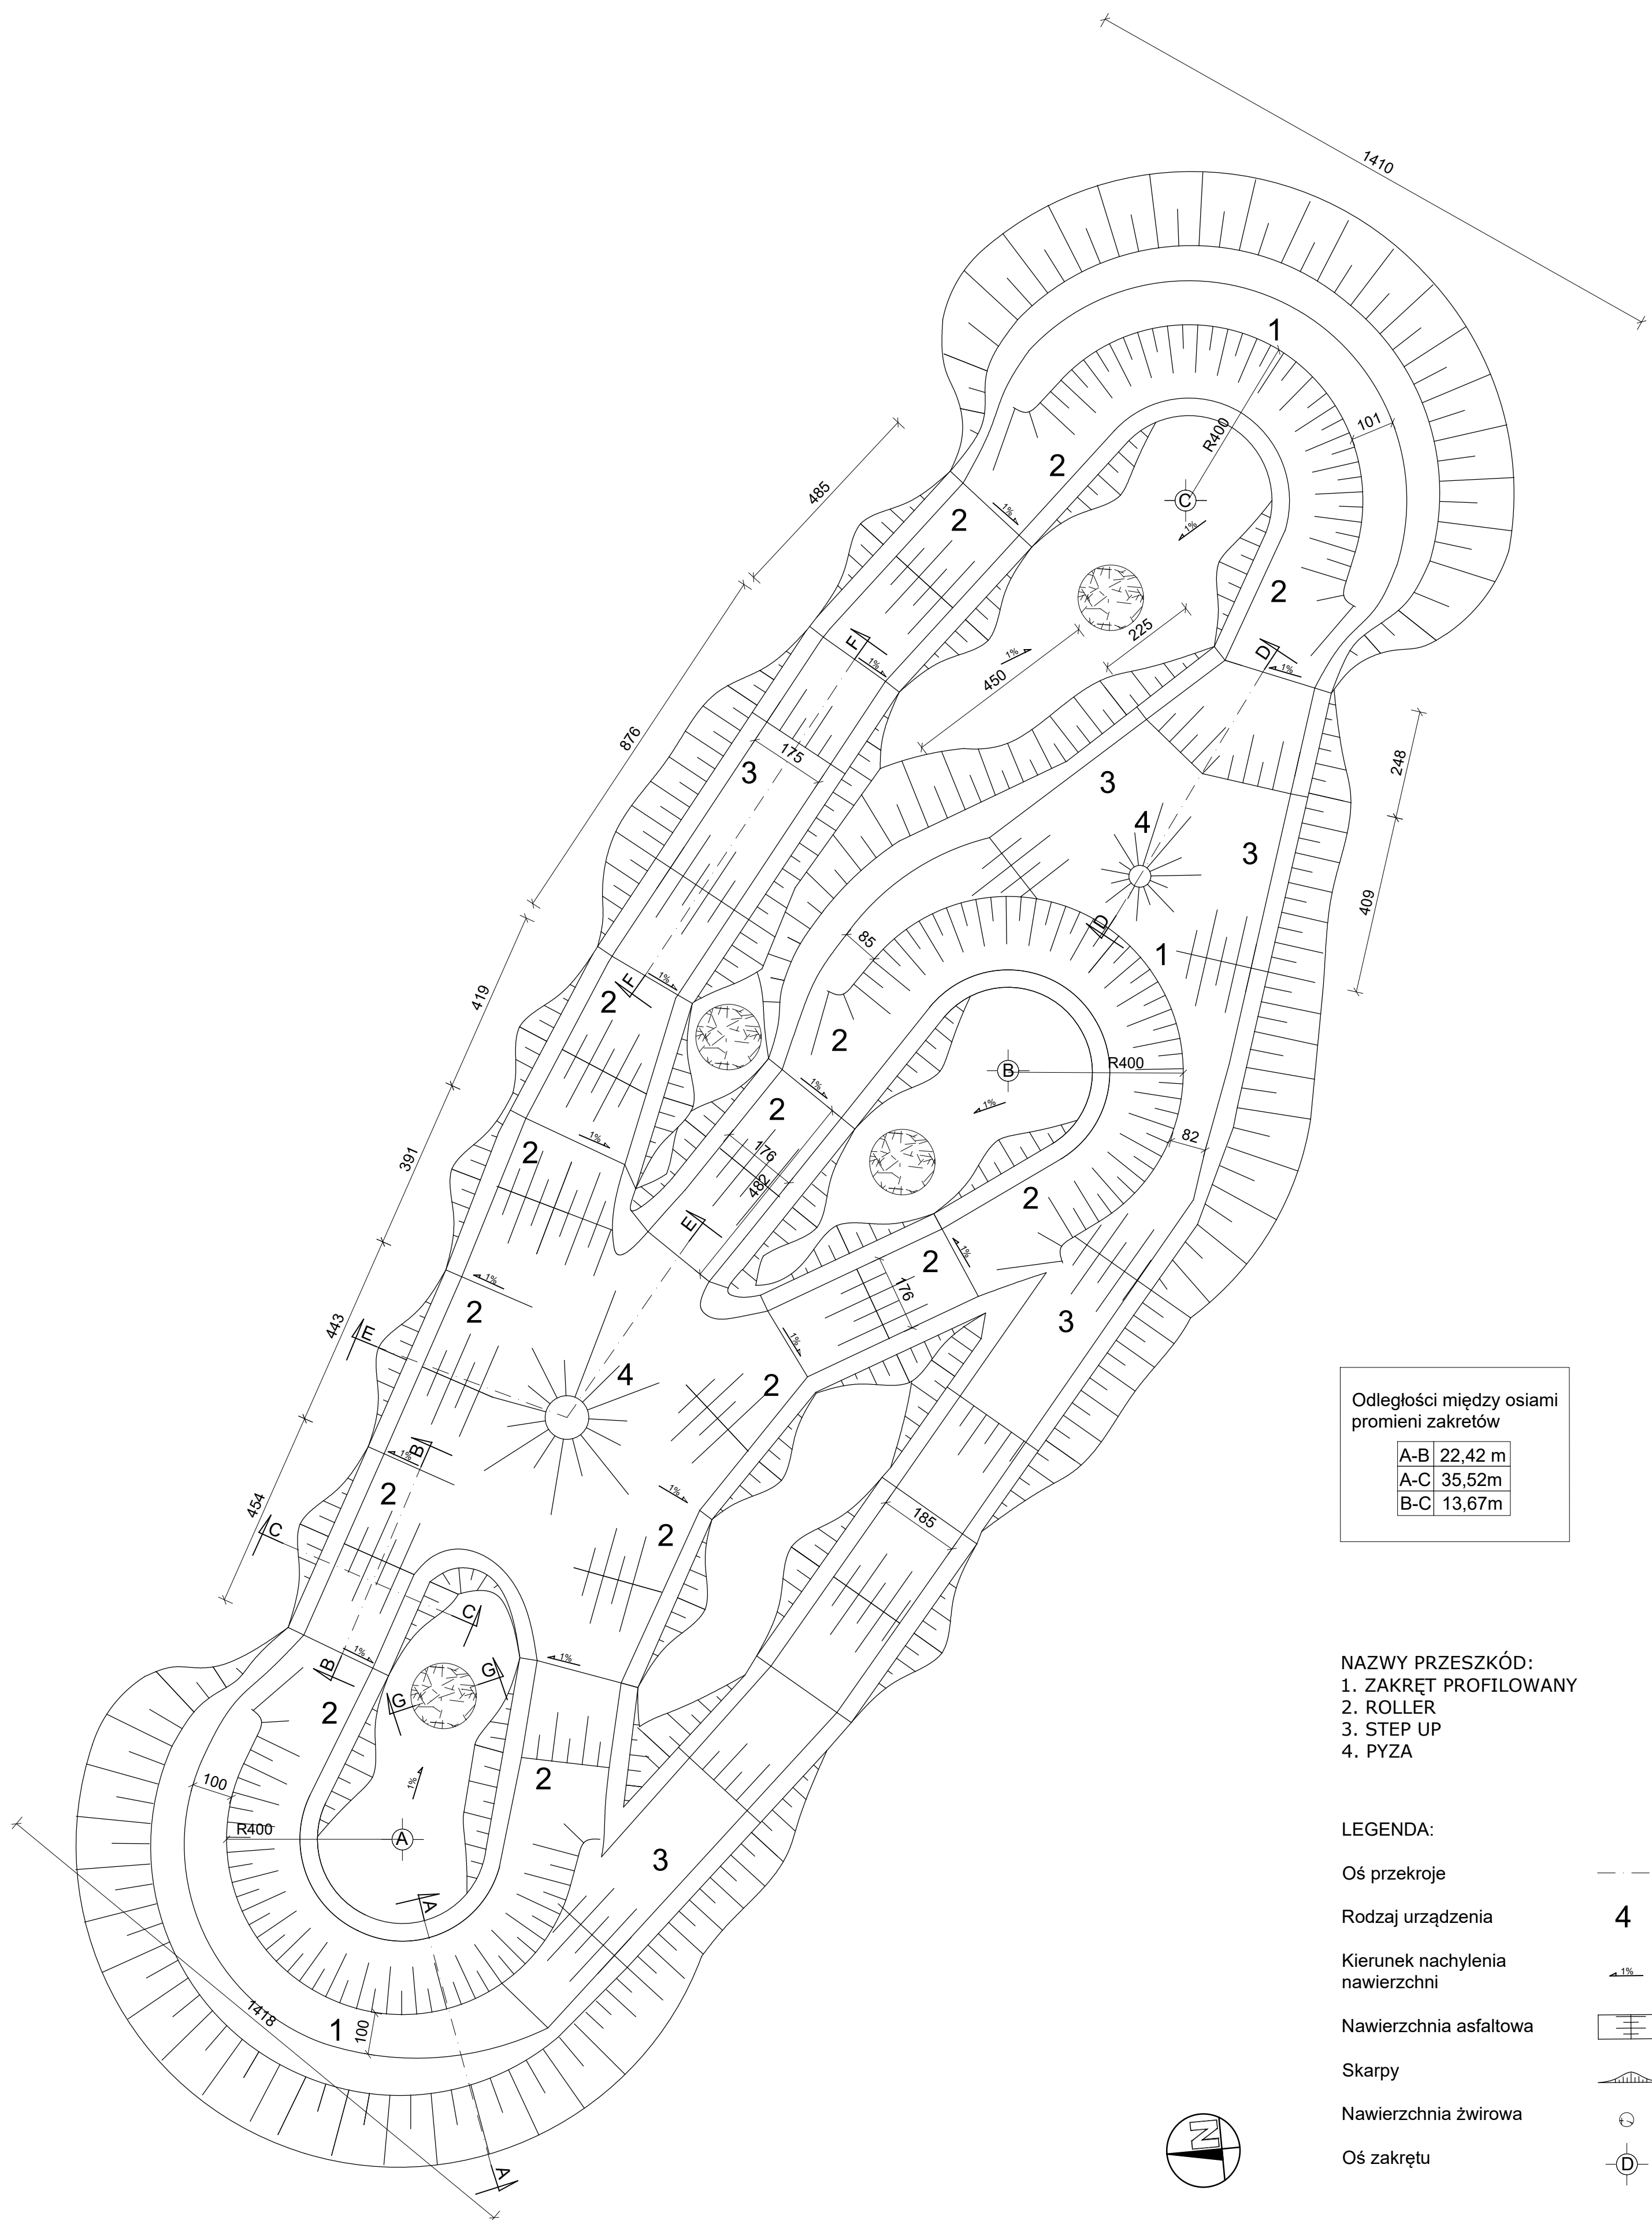 1410
1
101
R400
485
2
C
1%
2
1%
2
225
F
1%
1%
D
1%
450
876
248
175
3
3
4
3
409
85
D
1
419
F
1%
2
2
B
R400
1%
1%
2
82
391
1%
2
176
482
2
E
2
1%
176
1%
2
443
E
1%
3
4
2
B
1%
454
2
C
1%
185
2
C
1%
1%
B
G
G
2
2
1%
100
R400
A
3
A
1418
1
100
A
Odległości między osiami
promieni zakretów
A-B 22,42 m
A-C 35,52m
B-C 13,67m
NAZWY PRZESZKÓD:
1. ZAKRĘT PROFILOWANY
2. ROLLER
3. STEP UP
4. PYZA
LEGENDA:
Oś przekroje
Rodzaj urządzenia 4
Kierunek nachylenia
nawierzchni 1%
Nawierzchnia asfaltowa
Skarpy
Nawierzchnia żwirowa
Oś zakrętu D
N